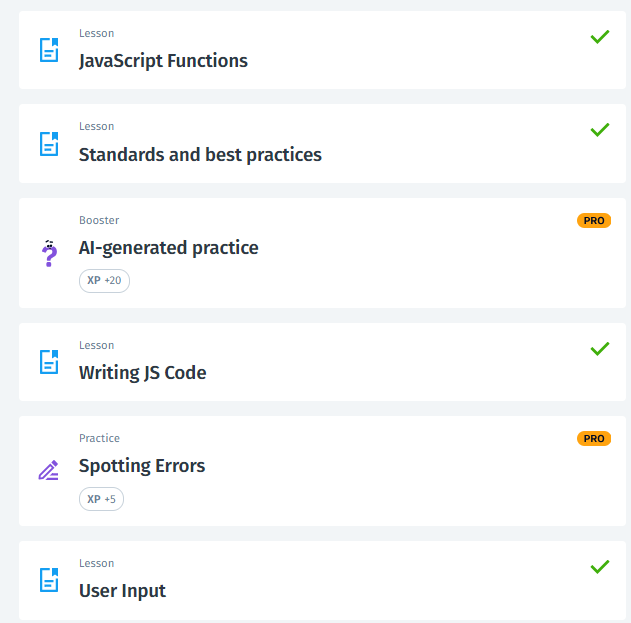 Lesson
JavaScript Functions
Lesson
Standards and best practices
Booster
PRO
AI-generated practice
XP +20
Lesson
Writing JS Code
Practice
PRO
Spotting Errors
XP +5
Lesson
User Input